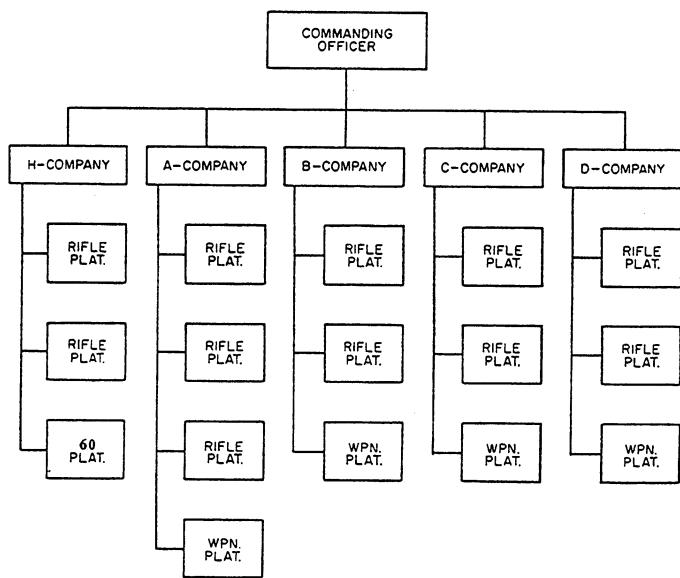 COMMANDING
OFFICER
H-COMPANY
A-COMPANY
B-COMPANY
C-COMPANY
D-COMPANY
RIFLE
PLAT.
RIFLE
PLAT.
RIFLE
PLAT.
RIFLE
PLAT.
RIFLE
PLAT.
RIFLE
PLAT.
RIFLE
PLAT.
RIFLE
PLAT.
RIFLE
PLAT.
RIFLE
PLAT.
60
PLAT.
RIFLE
PLAT.
WPN.
PLAT.
WPN.
PLAT.
WPN.
PLAT.
WPN.
PLAT.